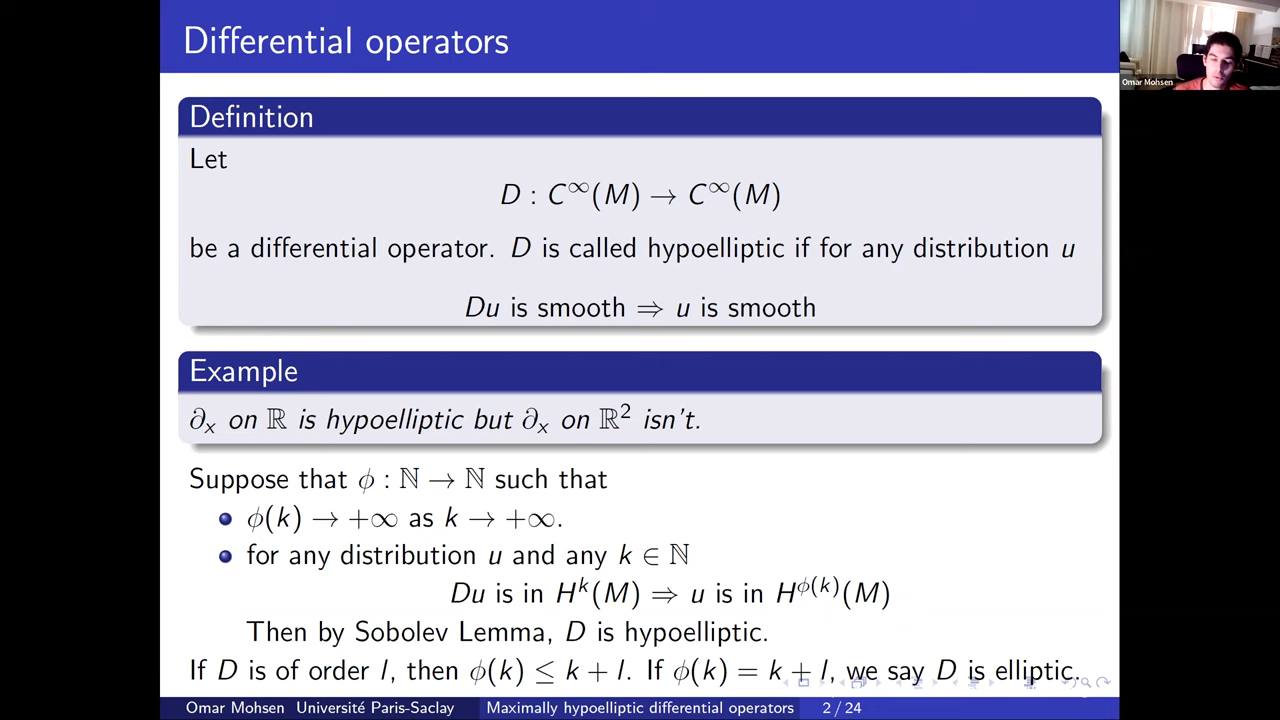 Differential operators
Omar Mohsen
Definition
Let
D : C^∞(M) → C^∞(M)
be a differential operator. D is called hypoelliptic if for any distribution u
Du is smooth ⇒ u is smooth
Example
∂ₓ on ℝ is hypoelliptic but ∂ₓ on ℝ² isn't.
Suppose that ϕ : ℕ → ℕ such that
ϕ(k) → +∞ as k → +∞.
for any distribution u and any k ∈ ℕ
Du is in H^k(M) ⇒ u is in H^ϕ(k)(M)
Then by Sobolev Lemma, D is hypoelliptic.
If D is of order l, then ϕ(k) ≤ k + l. If ϕ(k) = k + l, we say D is elliptic.
Omar Mohsen Université Paris-Saclay Maximally hypoelliptic differential operators 2 / 24